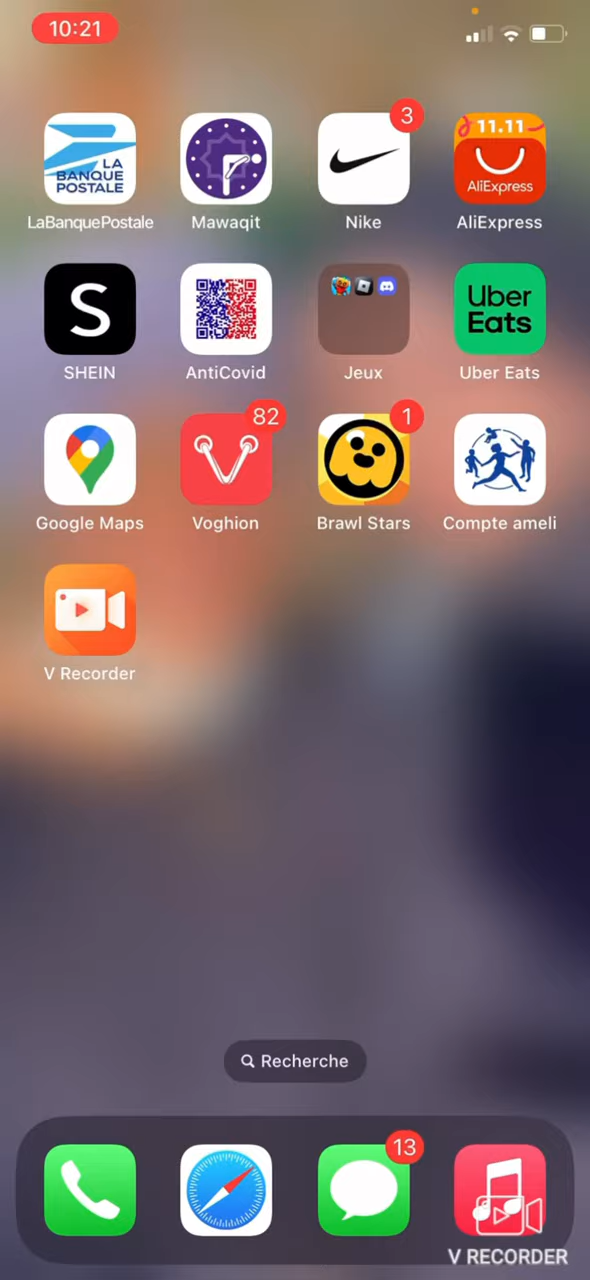 10:21
LA
BANQUE
POSTALE
3
11.11
AliExpress
LaBanquePostale
Mawaqit
Nike
AliExpress
S
Uber
Eats
SHEIN
AntiCovid
Jeux
Uber Eats
82
1
Google Maps
Voghion
Brawl Stars
Compte ameli
V Recorder
Recherche
13
V RECORDER